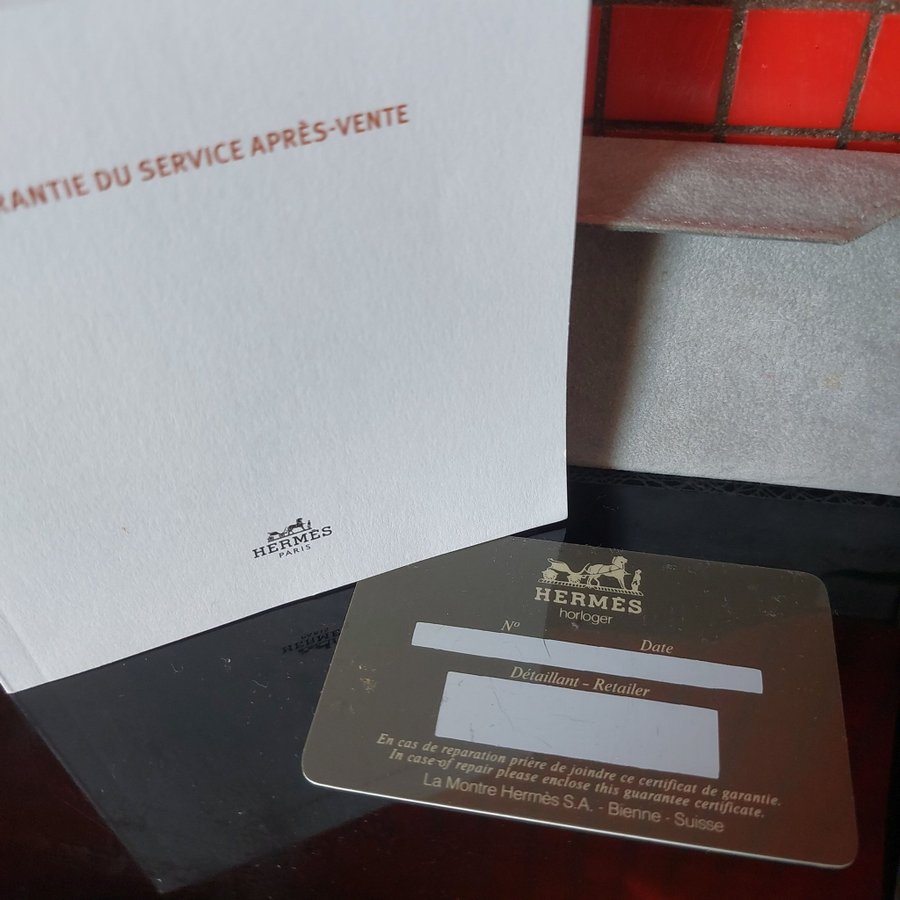 RANTIE DU SERVICE APRÈS-VENTE
HERMÈS
PARIS
HERMÈS
horloger
Nº Date
Détaillant - Retailer
En cas de reparation prière de joindre ce certificat de garantie.
In case of repair please enclose this guarantee certificate.
La Montre Hermès S.A. - Bienne - Suisse